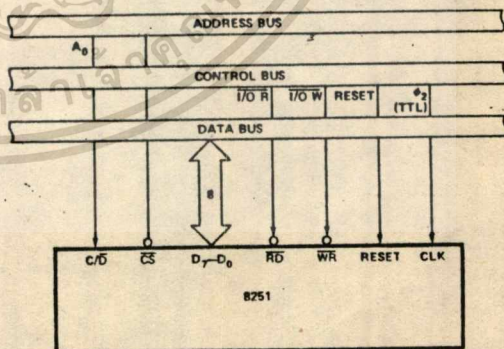 ADDRESS BUS
A₀
CONTROL BUS
I/O R I/O W RESET ϕ₂ (TTL)
DATA BUS
8
C/D CS D₇–D₀ RD WR RESET CLK
8251